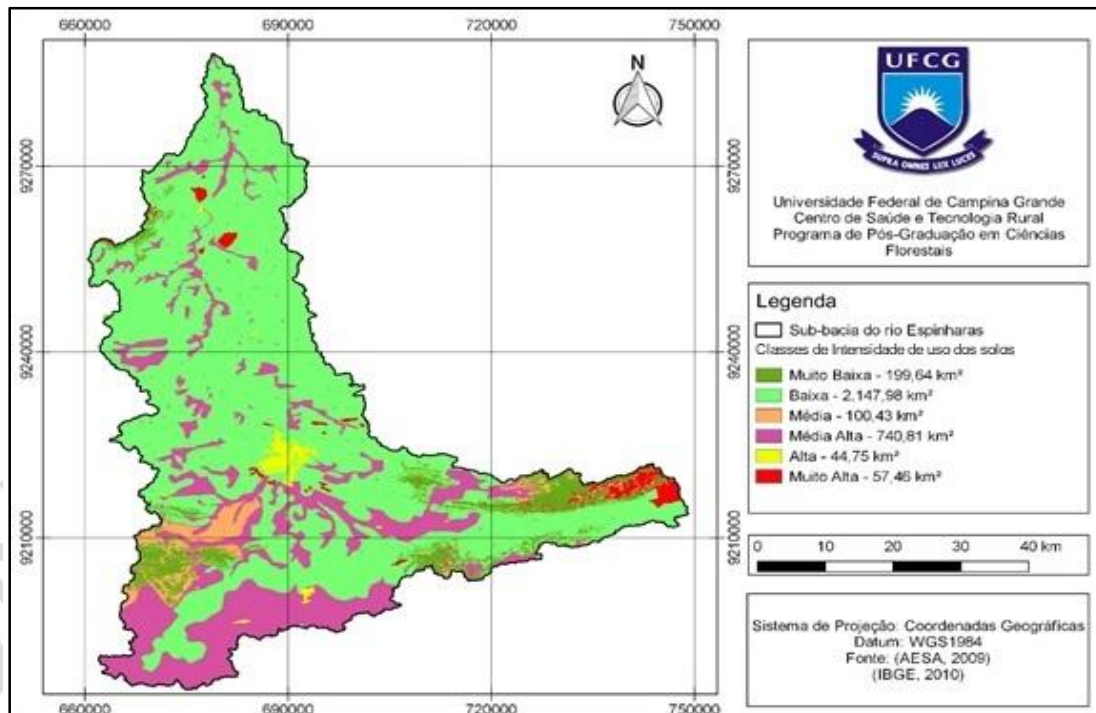 660000 690000 720000 750000
N
9270000 9270000
9240000 9240000
9210000 9210000
660000 690000 720000 750000
UFCG
SUPRA OMNES LUX LUCES
Universidade Federal de Campina Grande
Centro de Saúde e Tecnologia Rural
Programa de Pós-Graduação em Ciências
Florestais
Legenda
Sub-bacia do rio Espinharas
Classes de Intensidade de uso dos solos
Muito Baixa - 199,64 km²
Baixa - 2.147,98 km²
Média - 100,43 km²
Média Alta - 740,81 km²
Alta - 44,75 km²
Muito Alta - 57,46 km²
0 10 20 30 40 km
Sistema de Projeção: Coordenadas Geográficas
Datum: WGS1984
Fonte: (AESA, 2009)
(IBGE, 2010)